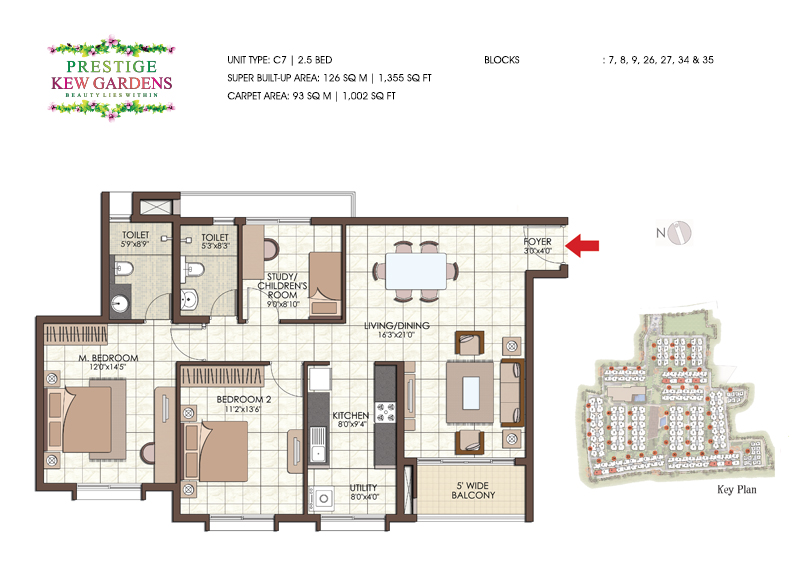 PRESTIGE
KEW GARDENS
BEAUTY LIES WITHIN
UNIT TYPE: C7 | 2.5 BED
SUPER BUILT-UP AREA: 126 SQ M | 1,355 SQ FT
CARPET AREA: 93 SQ M | 1,002 SQ FT
BLOCKS : 7, 8, 9, 26, 27, 34 & 35
TOILET
5'9"x8'9"
TOILET
5'3"x8'3"
STUDY/
CHILDREN'S
ROOM
9'0"x8'10"
FOYER
3'0"x4'0"
N
LIVING/DINING
16'3"x21'0"
M. BEDROOM
12'0"x14'5"
BEDROOM 2
11'2"x13'6"
KITCHEN
8'0"x9'4"
UTILITY
8'0"x4'0"
5' WIDE
BALCONY
Key Plan